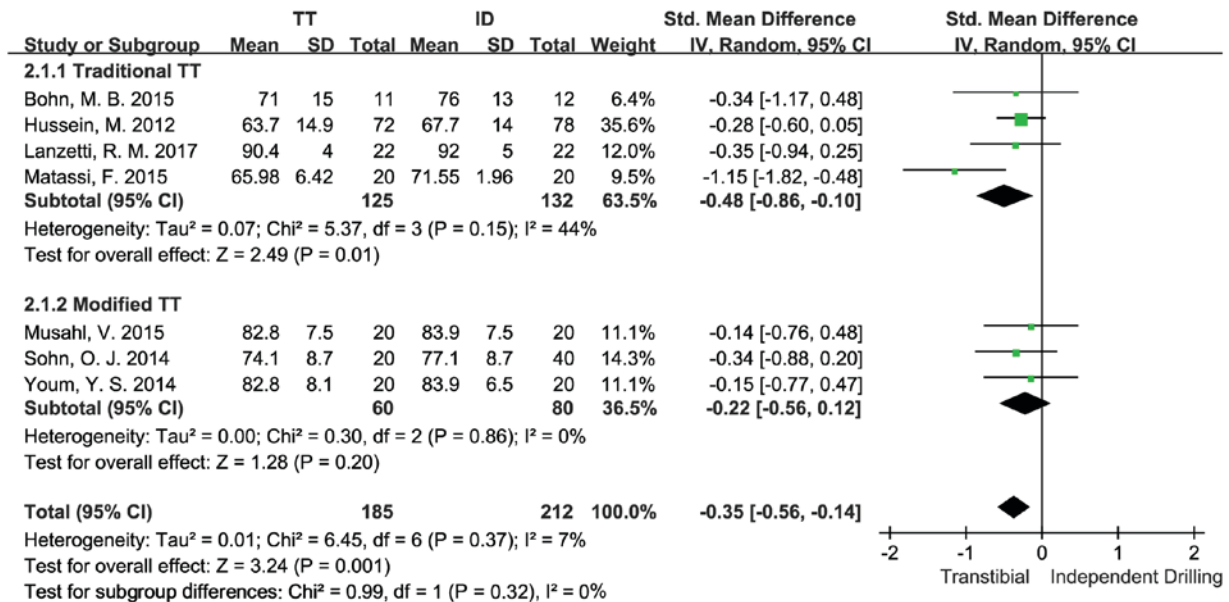 TT ID Std. Mean Difference Std. Mean Difference
Study or Subgroup Mean SD Total Mean SD Total Weight IV, Random, 95% CI IV, Random, 95% CI
2.1.1 Traditional TT
Bohn, M. B. 2015 71 15 11 76 13 12 6.4% -0.34 [-1.17, 0.48]
Hussein, M. 2012 63.7 14.9 72 67.7 14 78 35.6% -0.28 [-0.60, 0.05]
Lanzetti, R. M. 2017 90.4 4 22 92 5 22 12.0% -0.35 [-0.94, 0.25]
Matassi, F. 2015 65.98 6.42 20 71.55 1.96 20 9.5% -1.15 [-1.82, -0.48]
Subtotal (95% CI) 125 132 63.5% -0.48 [-0.86, -0.10]
Heterogeneity: Tau² = 0.07; Chi² = 5.37, df = 3 (P = 0.15); I² = 44%
Test for overall effect: Z = 2.49 (P = 0.01)
2.1.2 Modified TT
Musahl, V. 2015 82.8 7.5 20 83.9 7.5 20 11.1% -0.14 [-0.76, 0.48]
Sohn, O. J. 2014 74.1 8.7 20 77.1 8.7 40 14.3% -0.34 [-0.88, 0.20]
Youm, Y. S. 2014 82.8 8.1 20 83.9 6.5 20 11.1% -0.15 [-0.77, 0.47]
Subtotal (95% CI) 60 80 36.5% -0.22 [-0.56, 0.12]
Heterogeneity: Tau² = 0.00; Chi² = 0.30, df = 2 (P = 0.86); I² = 0%
Test for overall effect: Z = 1.28 (P = 0.20)
Total (95% CI) 185 212 100.0% -0.35 [-0.56, -0.14]
Heterogeneity: Tau² = 0.01; Chi² = 6.45, df = 6 (P = 0.37); I² = 7%
Test for overall effect: Z = 3.24 (P = 0.001)
Test for subgroup differences: Chi² = 0.99, df = 1 (P = 0.32), I² = 0%
-2 -1 0 1 2
Transtibial Independent Drilling